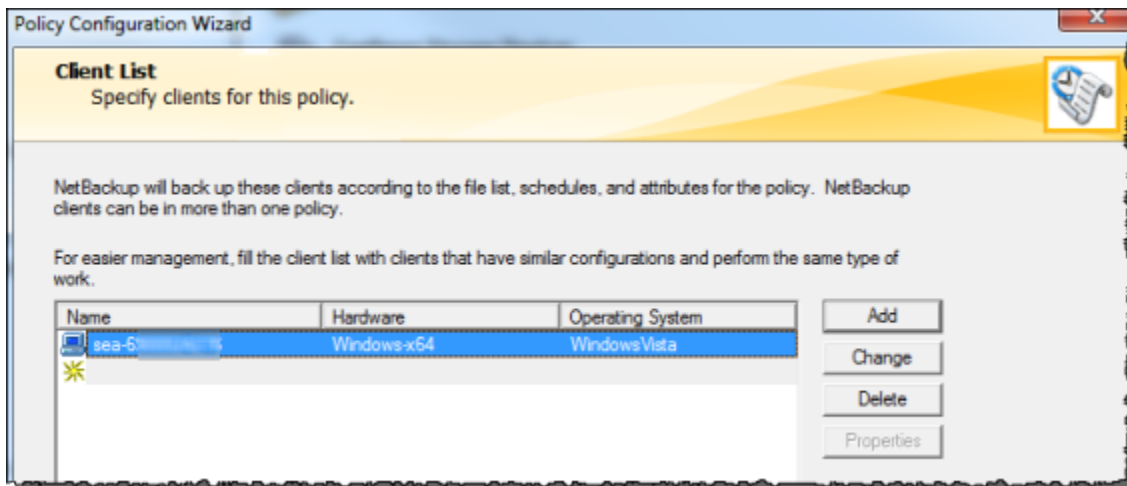 Policy Configuration Wizard
Client List
Specify clients for this policy.
NetBackup will back up these clients according to the file list, schedules, and attributes for the policy. NetBackup
clients can be in more than one policy.
For easier management, fill the client list with clients that have similar configurations and perform the same type of
work.
Name Hardware Operating System Add
Windows-x64 WindowsVista
Change
Delete
Properties